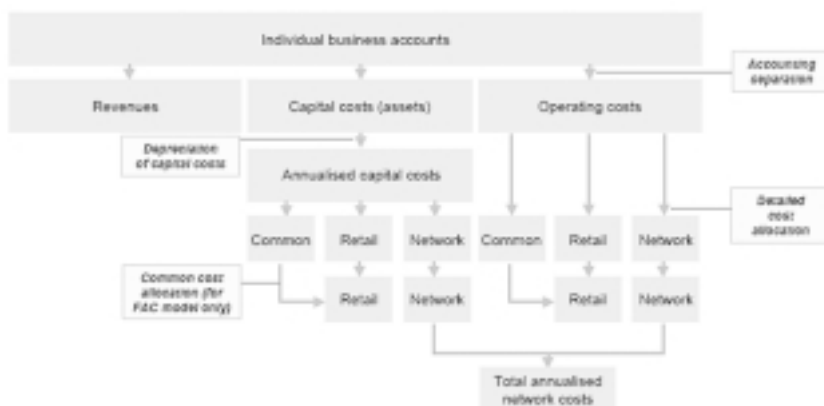 Individual business accounts
Accounting
separation
Revenues
Capital costs (assets)
Operating costs
Depreciation
of capital costs
Annualised capital costs
Detailed
cost
allocation
Common
Retail
Network
Common
Retail
Network
Common cost
allocation (for
FAC model only)
Retail
Network
Retail
Network
Total annualised
network costs